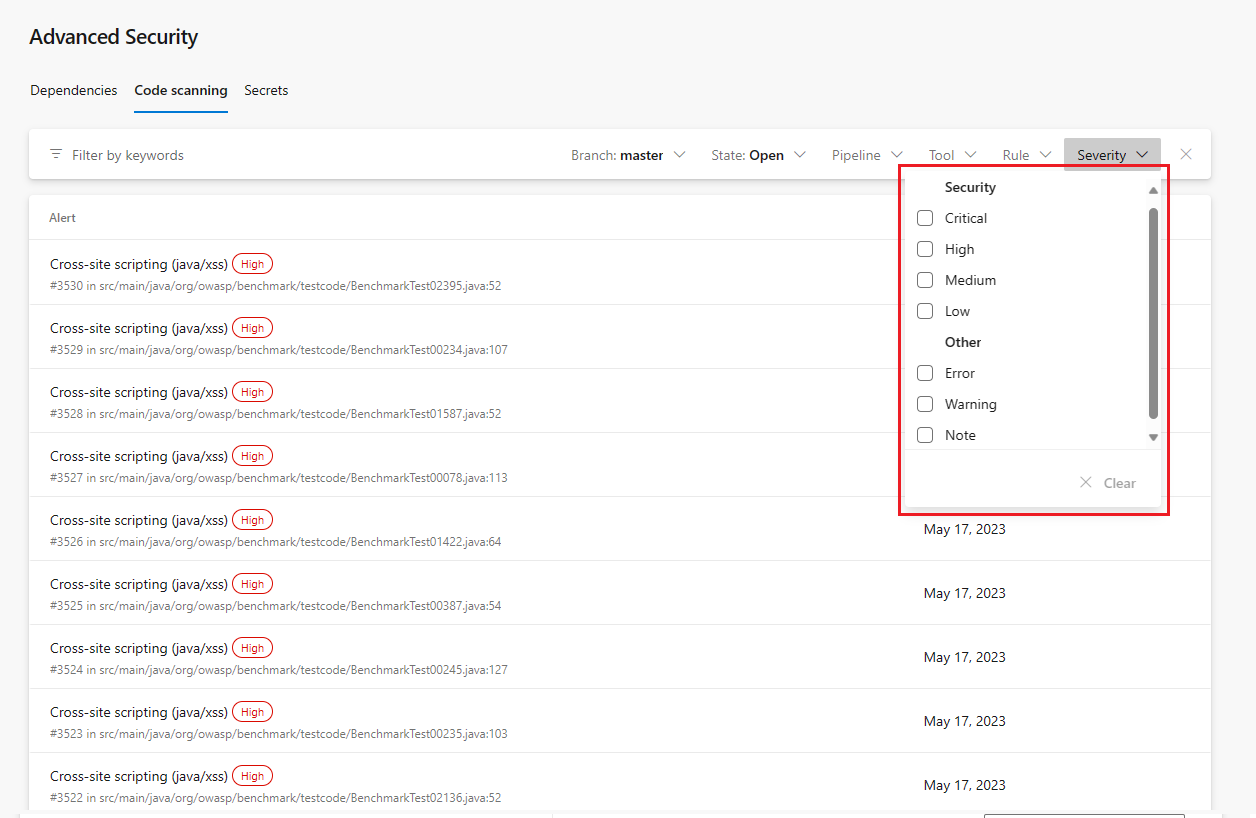 Advanced Security
Dependencies Code scanning Secrets
Filter by keywords Branch: master State: Open Pipeline Tool Rule Severity
Security
Critical
High
Medium
Low
Other
Error
Warning
Note
Clear
Alert
Cross-site scripting (java/xss) High
#3530 in src/main/java/org/owasp/benchmark/testcode/BenchmarkTest02395.java:52
Cross-site scripting (java/xss) High
#3529 in src/main/java/org/owasp/benchmark/testcode/BenchmarkTest00234.java:107
Cross-site scripting (java/xss) High
#3528 in src/main/java/org/owasp/benchmark/testcode/BenchmarkTest01587.java:52
Cross-site scripting (java/xss) High
#3527 in src/main/java/org/owasp/benchmark/testcode/BenchmarkTest00078.java:113
Cross-site scripting (java/xss) High
#3526 in src/main/java/org/owasp/benchmark/testcode/BenchmarkTest01422.java:64
May 17, 2023
Cross-site scripting (java/xss) High
#3525 in src/main/java/org/owasp/benchmark/testcode/BenchmarkTest00387.java:54
May 17, 2023
Cross-site scripting (java/xss) High
#3524 in src/main/java/org/owasp/benchmark/testcode/BenchmarkTest00245.java:127
May 17, 2023
Cross-site scripting (java/xss) High
#3523 in src/main/java/org/owasp/benchmark/testcode/BenchmarkTest00235.java:103
May 17, 2023
Cross-site scripting (java/xss) High
#3522 in src/main/java/org/owasp/benchmark/testcode/BenchmarkTest02136.java:52
May 17, 2023